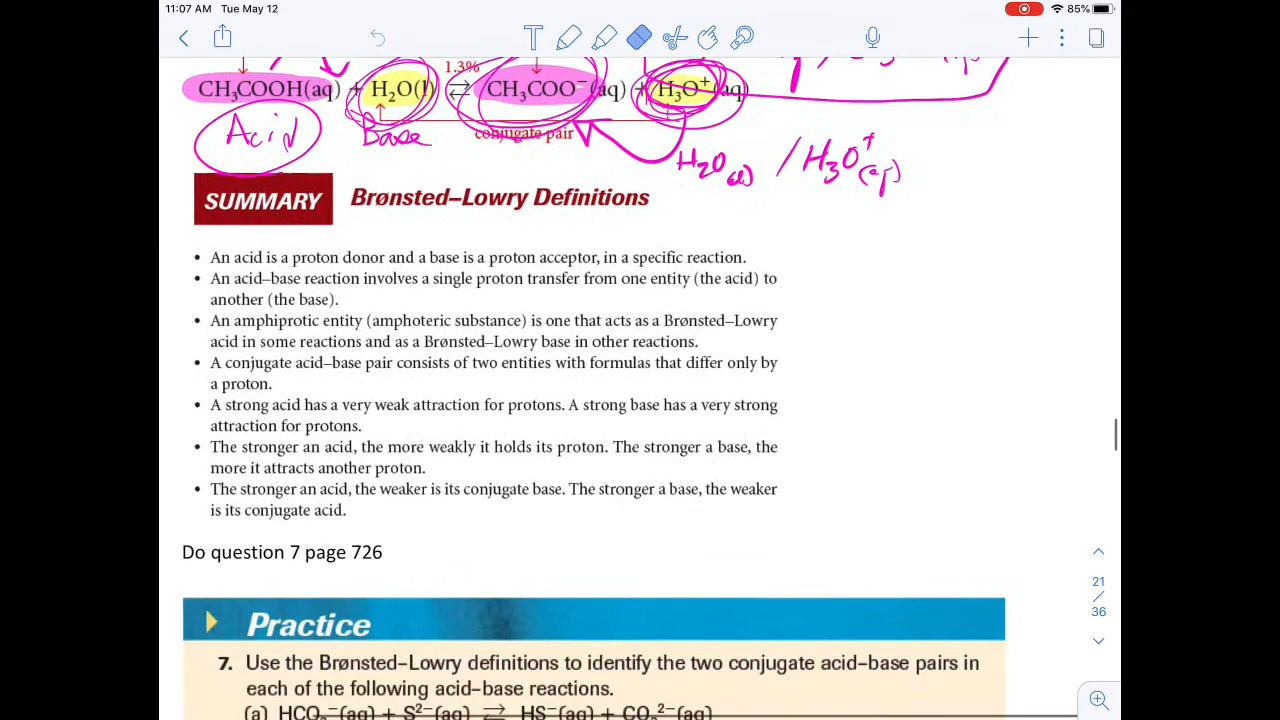 11:07 AM Tue May 12
85%
T
1.3%
CH₃COOH(aq) + H₂O(l) ⇄ CH₃COO⁻(aq) + H₃O⁺(aq)
Acid Base conjugate pair
H₂O(l) / H₃O⁺(aq)
SUMMARY Brønsted–Lowry Definitions
• An acid is a proton donor and a base is a proton acceptor, in a specific reaction.
• An acid–base reaction involves a single proton transfer from one entity (the acid) to
another (the base).
• An amphiprotic entity (amphoteric substance) is one that acts as a Brønsted–Lowry
acid in some reactions and as a Brønsted–Lowry base in other reactions.
• A conjugate acid–base pair consists of two entities with formulas that differ only by
a proton.
• A strong acid has a very weak attraction for protons. A strong base has a very strong
attraction for protons.
• The stronger an acid, the more weakly it holds its proton. The stronger a base, the
more it attracts another proton.
• The stronger an acid, the weaker is its conjugate base. The stronger a base, the weaker
is its conjugate acid.
Do question 7 page 726
21
/
36
Practice
7. Use the Brønsted–Lowry definitions to identify the two conjugate acid–base pairs in
each of the following acid–base reactions.
(a) HCO₃⁻(aq) + S²⁻(aq) ⇄ HS⁻(aq) + CO₃²⁻(aq)